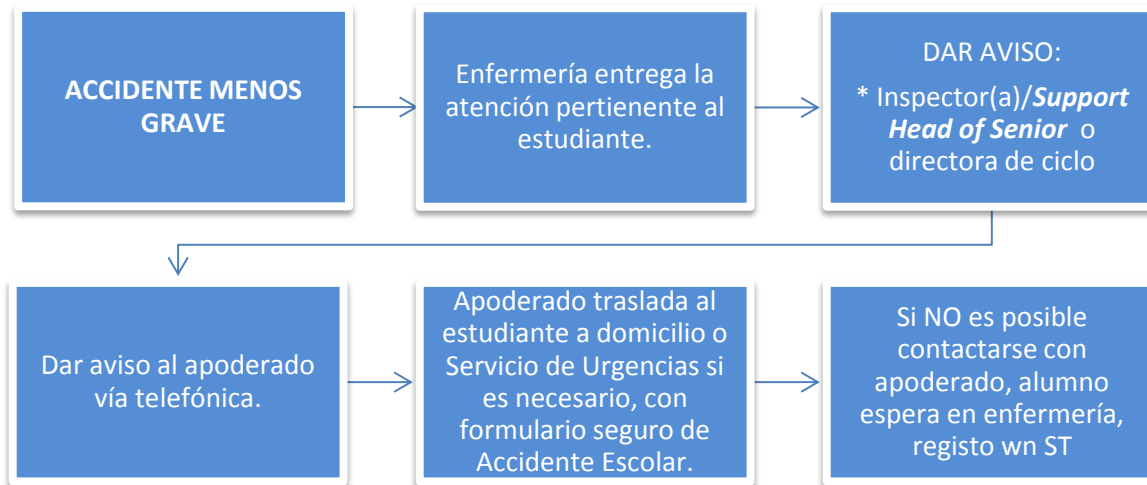 ACCIDENTE MENOS
GRAVE
Enfermería entrega la
atención pertienente al
estudiante.
DAR AVISO:
* Inspector(a)/Support
Head of Senior o
directora de ciclo
Dar aviso al apoderado
vía telefónica.
Apoderado traslada al
estudiante a domicilio o
Servicio de Urgencias si
es necesario, con
formulario seguro de
Accidente Escolar.
Si NO es posible
contactarse con
apoderado, alumno
espera en enfermería,
registo wn ST